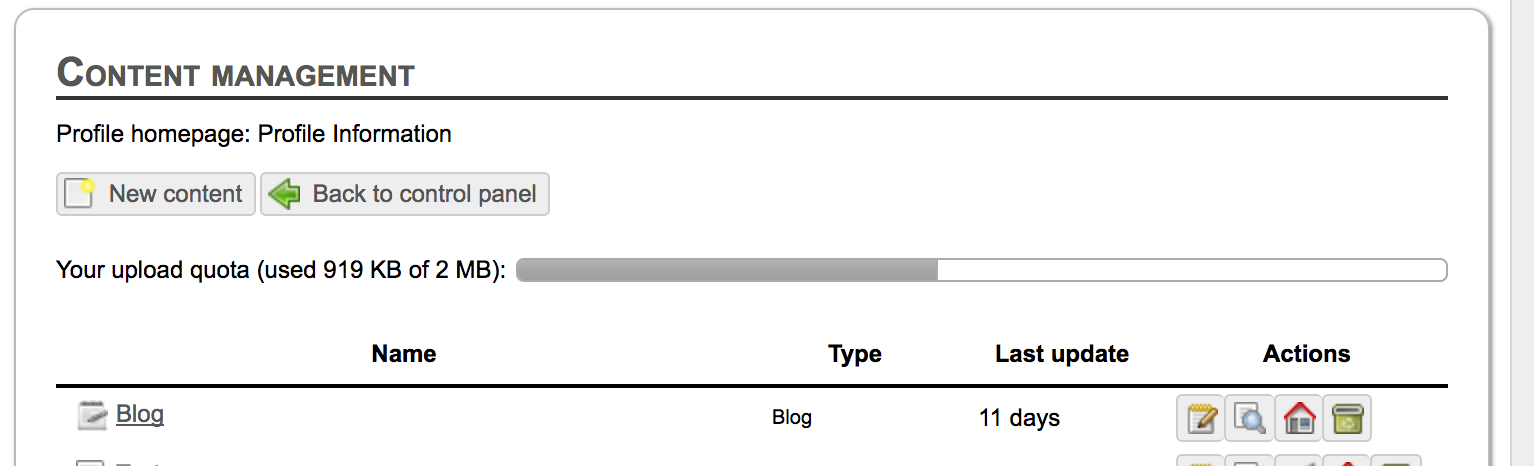 Content management
Profile homepage: Profile Information
New content Back to control panel
Your upload quota (used 919 KB of 2 MB):
Name Type Last update Actions
Blog Blog 11 days